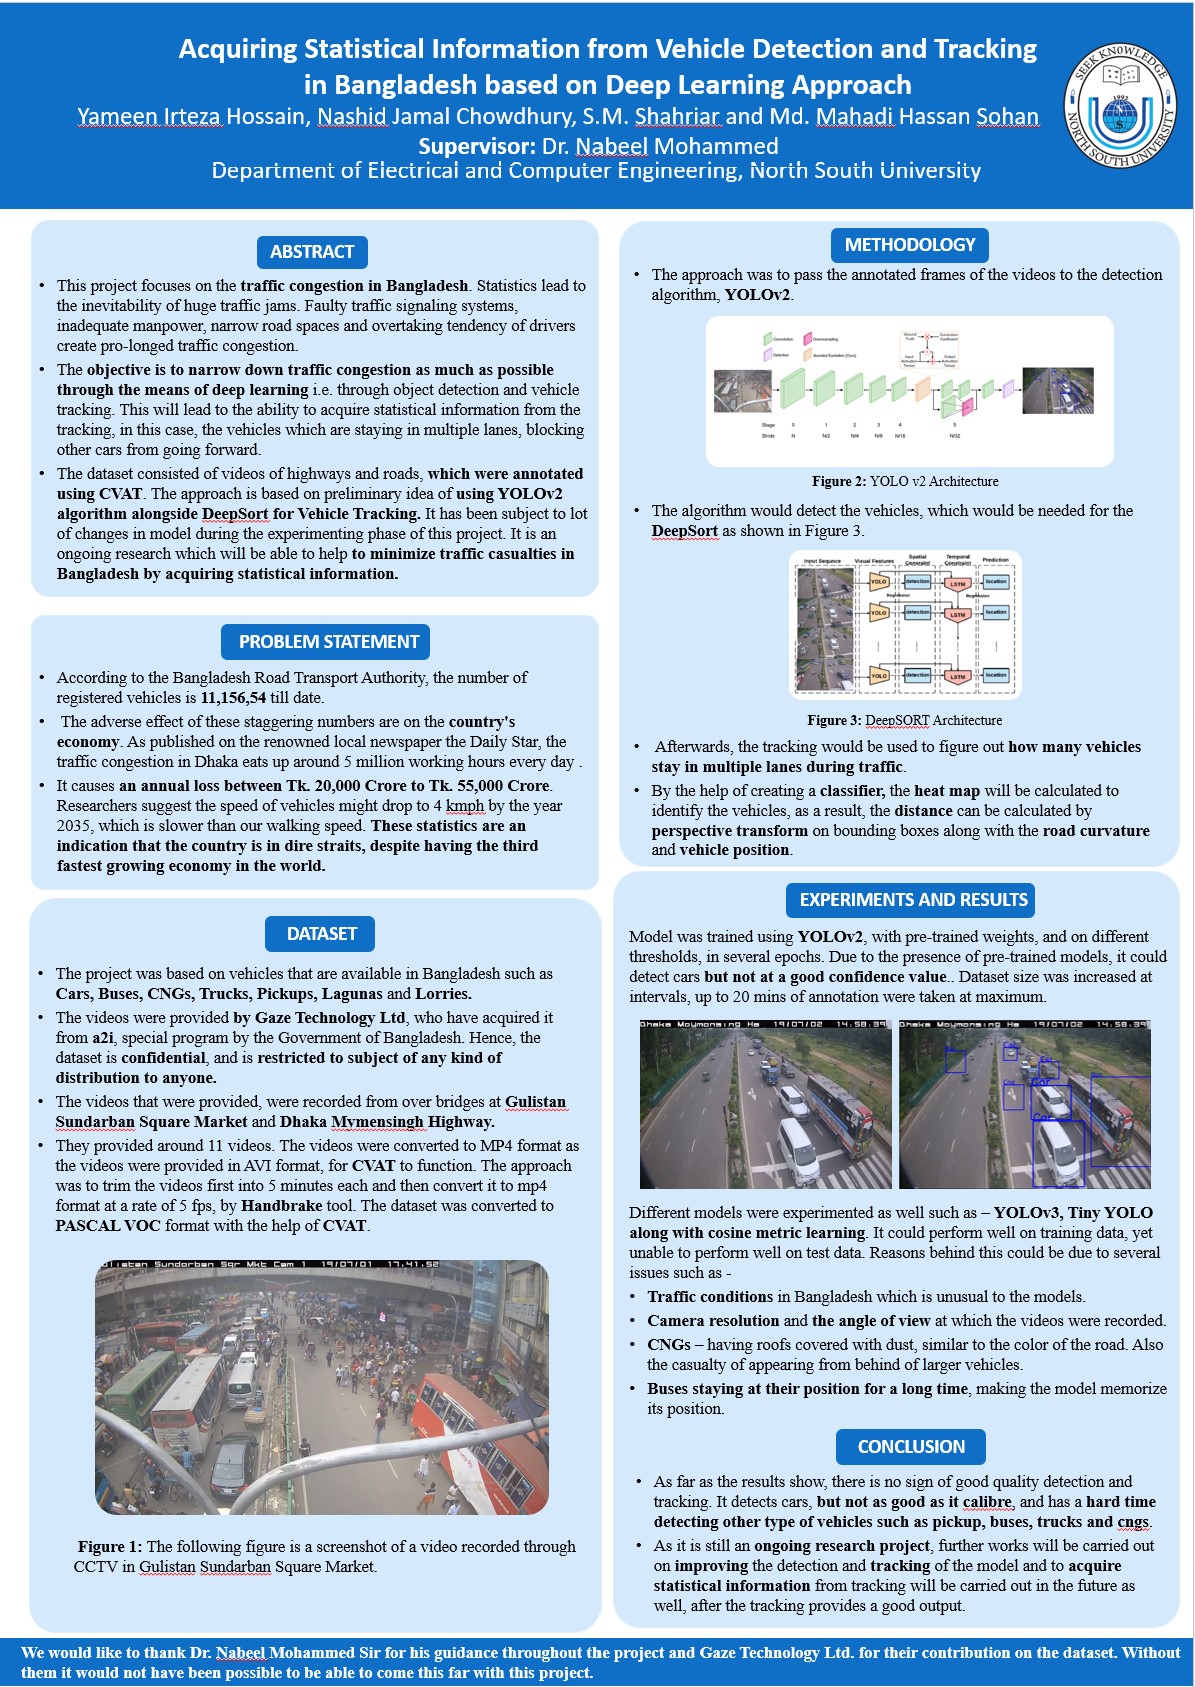 Acquiring Statistical Information from Vehicle Detection and Tracking
in Bangladesh based on Deep Learning Approach
Yameen Irteza Hossain, Nashid Jamal Chowdhury, S.M. Shahriar and Md. Mahadi Hassan Sohan
Supervisor: Dr. Nabeel Mohammed
Department of Electrical and Computer Engineering, North South University
SEEK KNOWLEDGE
1992
NORTH SOUTH UNIVERSITY
ABSTRACT
• This project focuses on the traffic congestion in Bangladesh. Statistics lead to
the inevitability of huge traffic jams. Faulty traffic signaling systems,
inadequate manpower, narrow road spaces and overtaking tendency of drivers
create pro-longed traffic congestion.
• The objective is to narrow down traffic congestion as much as possible
through the means of deep learning i.e. through object detection and vehicle
tracking. This will lead to the ability to acquire statistical information from the
tracking, in this case, the vehicles which are staying in multiple lanes, blocking
other cars from going forward.
• The dataset consisted of videos of highways and roads, which were annotated
using CVAT. The approach is based on preliminary idea of using YOLOv2
algorithm alongside DeepSort for Vehicle Tracking. It has been subject to lot
of changes in model during the experimenting phase of this project. It is an
ongoing research which will be able to help to minimize traffic casualties in
Bangladesh by acquiring statistical information.
PROBLEM STATEMENT
• According to the Bangladesh Road Transport Authority, the number of
registered vehicles is 11,156,54 till date.
• The adverse effect of these staggering numbers are on the country's
economy. As published on the renowned local newspaper the Daily Star, the
traffic congestion in Dhaka eats up around 5 million working hours every day .
• It causes an annual loss between Tk. 20,000 Crore to Tk. 55,000 Crore.
Researchers suggest the speed of vehicles might drop to 4 kmph by the year
2035, which is slower than our walking speed. These statistics are an
indication that the country is in dire straits, despite having the third
fastest growing economy in the world.
DATASET
• The project was based on vehicles that are available in Bangladesh such as
Cars, Buses, CNGs, Trucks, Pickups, Lagunas and Lorries.
• The videos were provided by Gaze Technology Ltd, who have acquired it
from a2i, special program by the Government of Bangladesh. Hence, the
dataset is confidential, and is restricted to subject of any kind of
distribution to anyone.
• The videos that were provided, were recorded from over bridges at Gulistan
Sundarban Square Market and Dhaka Mymensingh Highway.
• They provided around 11 videos. The videos were converted to MP4 format as
the videos were provided in AVI format, for CVAT to function. The approach
was to trim the videos first into 5 minutes each and then convert it to mp4
format at a rate of 5 fps, by Handbrake tool. The dataset was converted to
PASCAL VOC format with the help of CVAT.
Sundarban Sqr Mkt Cam 1 19/07/01 17:41:52
Figure 1: The following figure is a screenshot of a video recorded through
CCTV in Gulistan Sundarban Square Market.
METHODOLOGY
• The approach was to pass the annotated frames of the videos to the detection
algorithm, YOLOv2.
Convolution
Downsampling
Detection
Assisted Excitation (Ours)
Ground
Truth
Curriculum
Coefficient
Input
Activation
Tensor
Output
Activation
Tensor
Stage 0 1 2 3 4 5
Stride N N/2 N/4 N/8 N/16 N/32
Figure 2: YOLO v2 Architecture
• The algorithm would detect the vehicles, which would be needed for the
DeepSort as shown in Figure 3.
Input Sequnce Visual Features Spatial Constraint Temporal Constraint Prediction
YOLO detection LSTM location
Regression Regression
YOLO detection LSTM location
YOLO detection LSTM location
Figure 3: DeepSORT Architecture
• Afterwards, the tracking would be used to figure out how many vehicles
stay in multiple lanes during traffic.
• By the help of creating a classifier, the heat map will be calculated to
identify the vehicles, as a result, the distance can be calculated by
perspective transform on bounding boxes along with the road curvature
and vehicle position.
EXPERIMENTS AND RESULTS
Model was trained using YOLOv2, with pre-trained weights, and on different
thresholds, in several epochs. Due to the presence of pre-trained models, it could
detect cars but not at a good confidence value.. Dataset size was increased at
intervals, up to 20 mins of annotation were taken at maximum.
Dhaka Moymonsing Ha 19/07/02 14:58:39
Dhaka Moymonsing Ha 19/07/02 14:58:39
Car
Car
Car
Car
Different models were experimented as well such as – YOLOv3, Tiny YOLO
along with cosine metric learning. It could perform well on training data, yet
unable to perform well on test data. Reasons behind this could be due to several
issues such as -
• Traffic conditions in Bangladesh which is unusual to the models.
• Camera resolution and the angle of view at which the videos were recorded.
• CNGs – having roofs covered with dust, similar to the color of the road. Also
the casualty of appearing from behind of larger vehicles.
• Buses staying at their position for a long time, making the model memorize
its position.
CONCLUSION
• As far as the results show, there is no sign of good quality detection and
tracking. It detects cars, but not as good as it calibre, and has a hard time
detecting other type of vehicles such as pickup, buses, trucks and cngs.
• As it is still an ongoing research project, further works will be carried out
on improving the detection and tracking of the model and to acquire
statistical information from tracking will be carried out in the future as
well, after the tracking provides a good output.
We would like to thank Dr. Nabeel Mohammed Sir for his guidance throughout the project and Gaze Technology Ltd. for their contribution on the dataset. Without
them it would not have been possible to be able to come this far with this project.